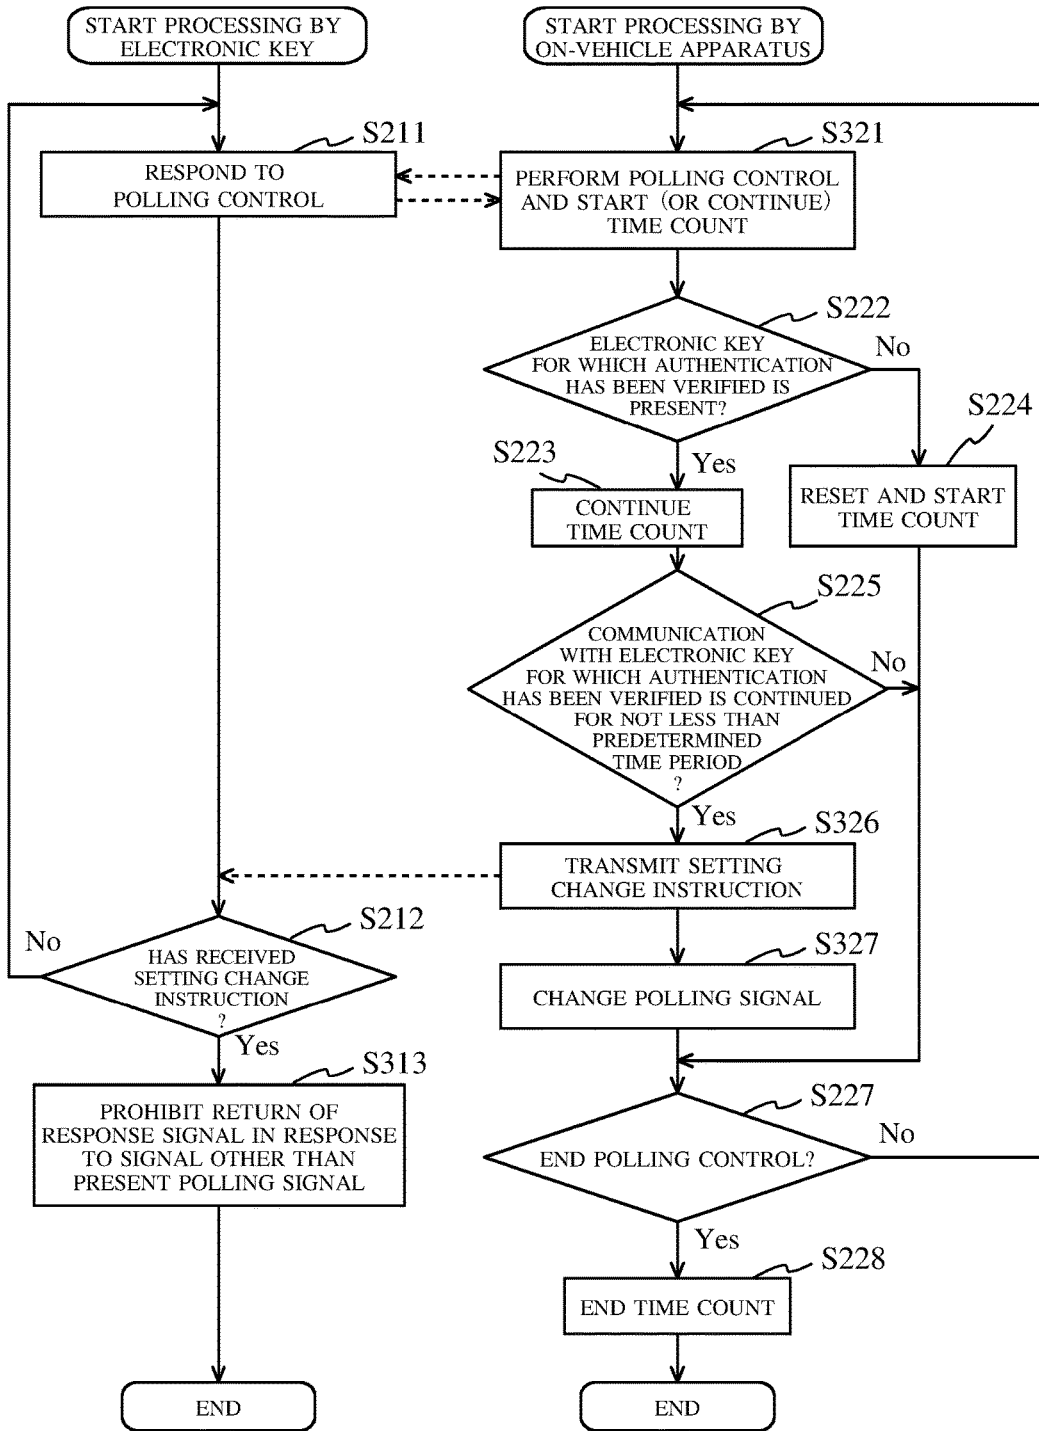 START PROCESSING BY
ELECTRONIC KEY
START PROCESSING BY
ON-VEHICLE APPARATUS
S211
RESPOND TO
POLLING CONTROL
S321
PERFORM POLLING CONTROL
AND START (OR CONTINUE)
TIME COUNT
S222
ELECTRONIC KEY
FOR WHICH AUTHENTICATION
HAS BEEN VERIFIED IS
PRESENT?
No
Yes
S224
RESET AND START
TIME COUNT
S223
CONTINUE
TIME COUNT
S225
COMMUNICATION
WITH ELECTRONIC KEY
FOR WHICH AUTHENTICATION
HAS BEEN VERIFIED IS CONTINUED
FOR NOT LESS THAN
PREDETERMINED
TIME PERIOD
?
No
Yes
S326
TRANSMIT SETTING
CHANGE INSTRUCTION
S212
No
HAS RECEIVED
SETTING CHANGE
INSTRUCTION
?
Yes
S327
CHANGE POLLING SIGNAL
S313
PROHIBIT RETURN OF
RESPONSE SIGNAL IN RESPONSE
TO SIGNAL OTHER THAN
PRESENT POLLING SIGNAL
S227
END POLLING CONTROL?
No
Yes
S228
END TIME COUNT
END
END